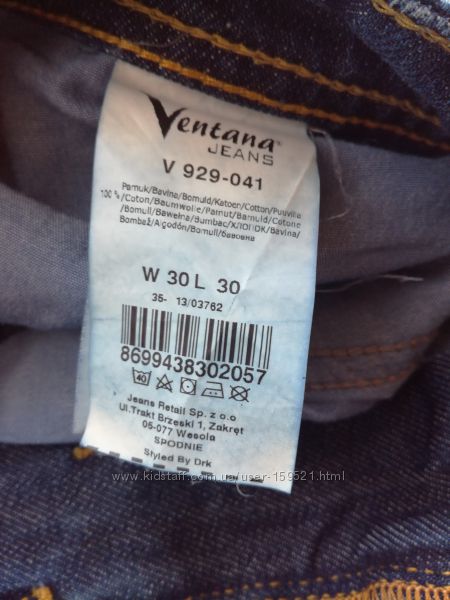 Ventana®
JEANS
V 929-041
Pamuk/Bavlna/Bomuld/Katoen/Cotton/Puuvilla
100 %/Coton/Baumwolle/Pamut/Bamuld/Cotone
/Bomull/Bawełna/Bumbac/ХЛОПОК/Bavlna/
Bombaž/Algodón/Bomull/бавовна
W 30 L 30
35- 13/03762
8699438302057
40
Jeans Retail Sp. z o.o
Ul.Trakt Brzeski 1, Zakręt
05-077 Wesola
SPODNIE
Styled By Drk
www.kidstaff.com.ua/user-159521.html